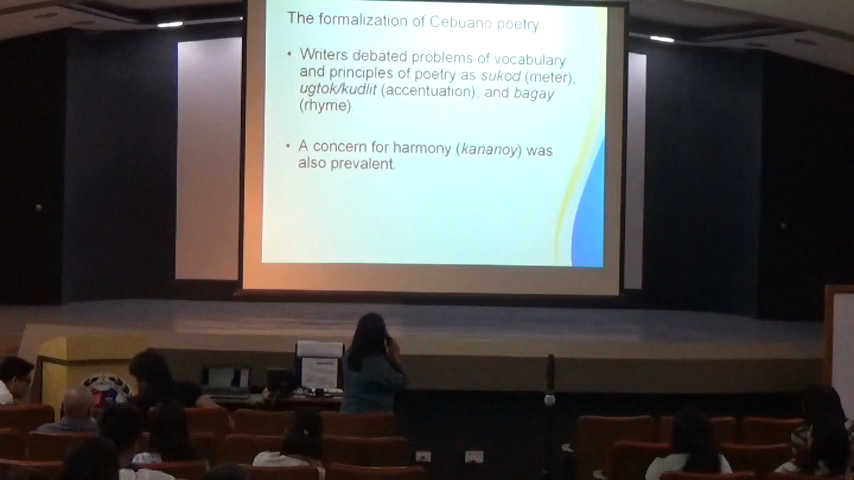 The formalization of Cebuano poetry
• Writers debated problems of vocabulary
and principles of poetry as sukod (meter),
ugtok/kudlit (accentuation), and bagay
(rhyme).
• A concern for harmony (kananoy) was
also prevalent.